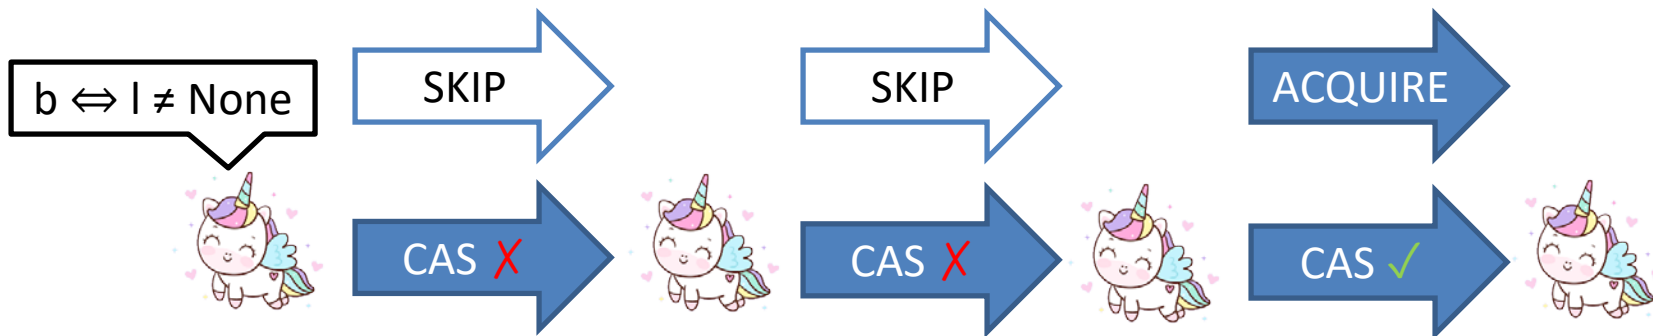 b ⇔ l ≠ None
SKIP
SKIP
ACQUIRE
CAS ✗
CAS ✗
CAS ✓